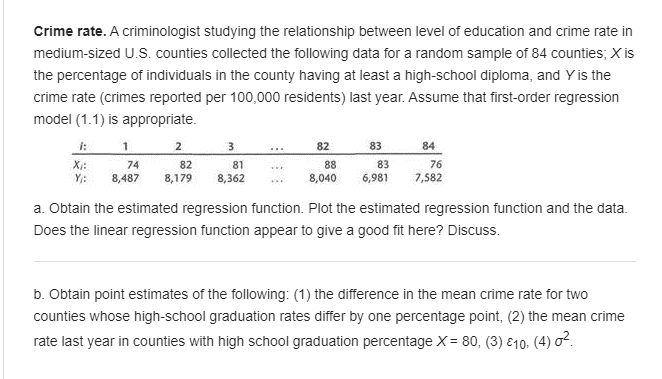 Crime rate. A criminologist studying the relationship between level of education and crime rate in
medium-sized U.S. counties collected the following data for a random sample of 84 counties; X is
the percentage of individuals in the county having at least a high-school diploma, and Y is the
crime rate (crimes reported per 100,000 residents) last year. Assume that first-order regression
model (1.1) is appropriate.
i: 1 2 3 ... 82 83 84
Xᵢ: 74 82 81 ... 88 83 76
Yᵢ: 8,487 8,179 8,362 ... 8,040 6,981 7,582
a. Obtain the estimated regression function. Plot the estimated regression function and the data.
Does the linear regression function appear to give a good fit here? Discuss.
b. Obtain point estimates of the following: (1) the difference in the mean crime rate for two
counties whose high-school graduation rates differ by one percentage point, (2) the mean crime
rate last year in counties with high school graduation percentage X = 80, (3) ε₁₀, (4) σ².